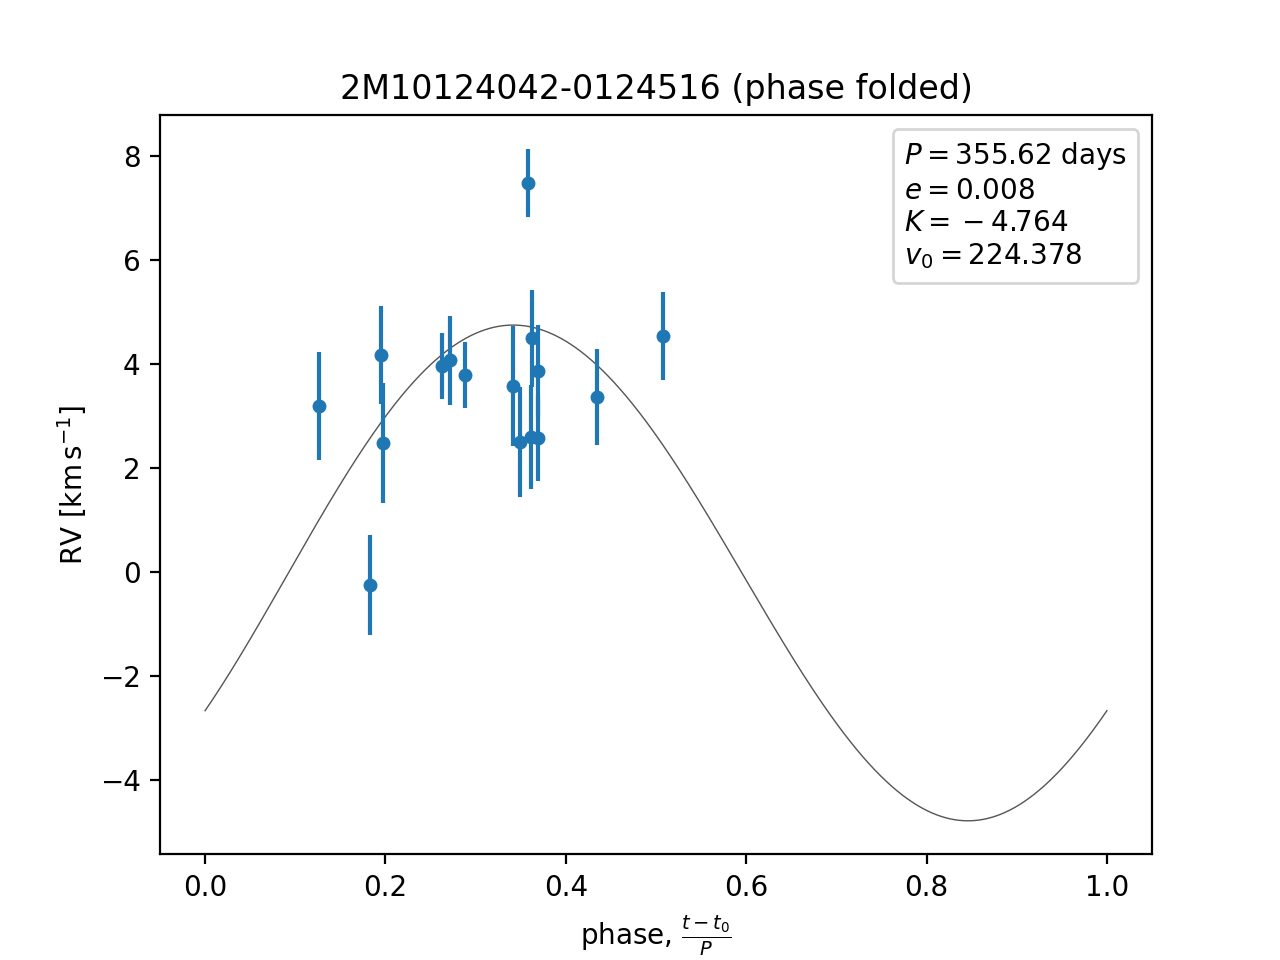 2M10124042-0124516 (phase folded)
P = 355.62 days
e = 0.008
K = −4.764
v₀ = 224.378
8
6
4
2
0
−2
−4
RV [km s⁻¹]
0.0 0.2 0.4 0.6 0.8 1.0
phase, (t − t₀)/P